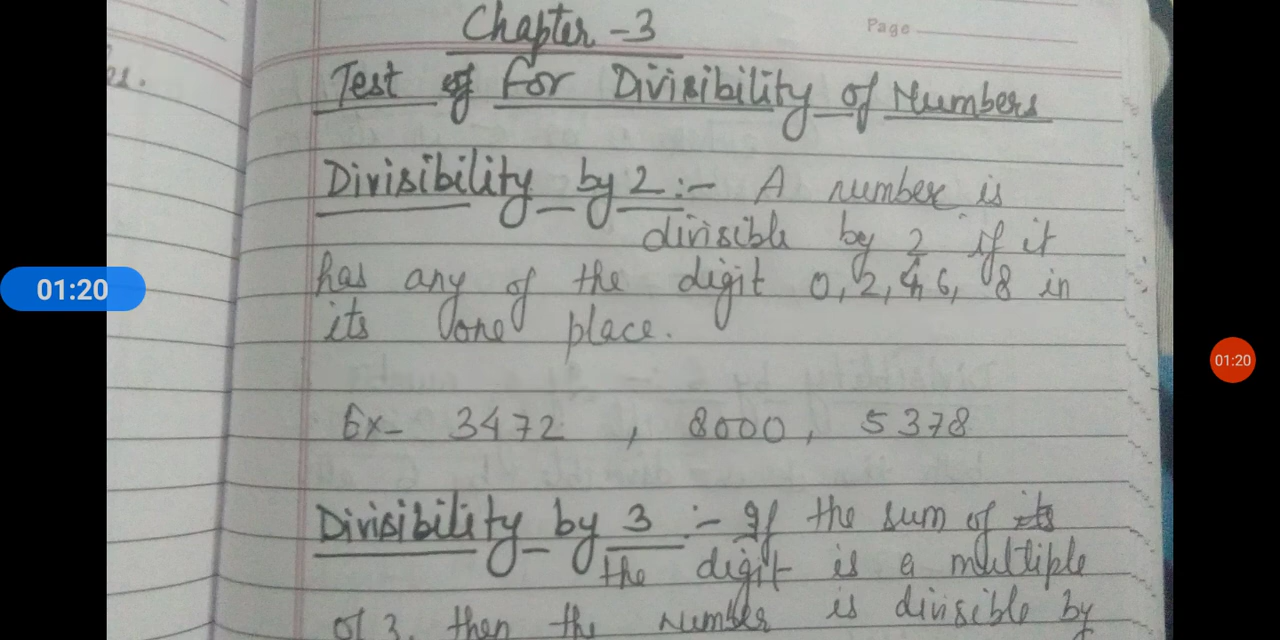 Chapter - 3
Page
Test of for Divisibility of Numbers
Divisibility by 2 :- A number is
divisible by 2 if it
has any of the digit 0, 2, 4, 6, 8 in
its one place.
01:20
01:20
Ex- 3472 , 8000, 5378
Divisibility by 3 :- If the sum of its
the digit is a multiple
of 3, then the number is divisible by